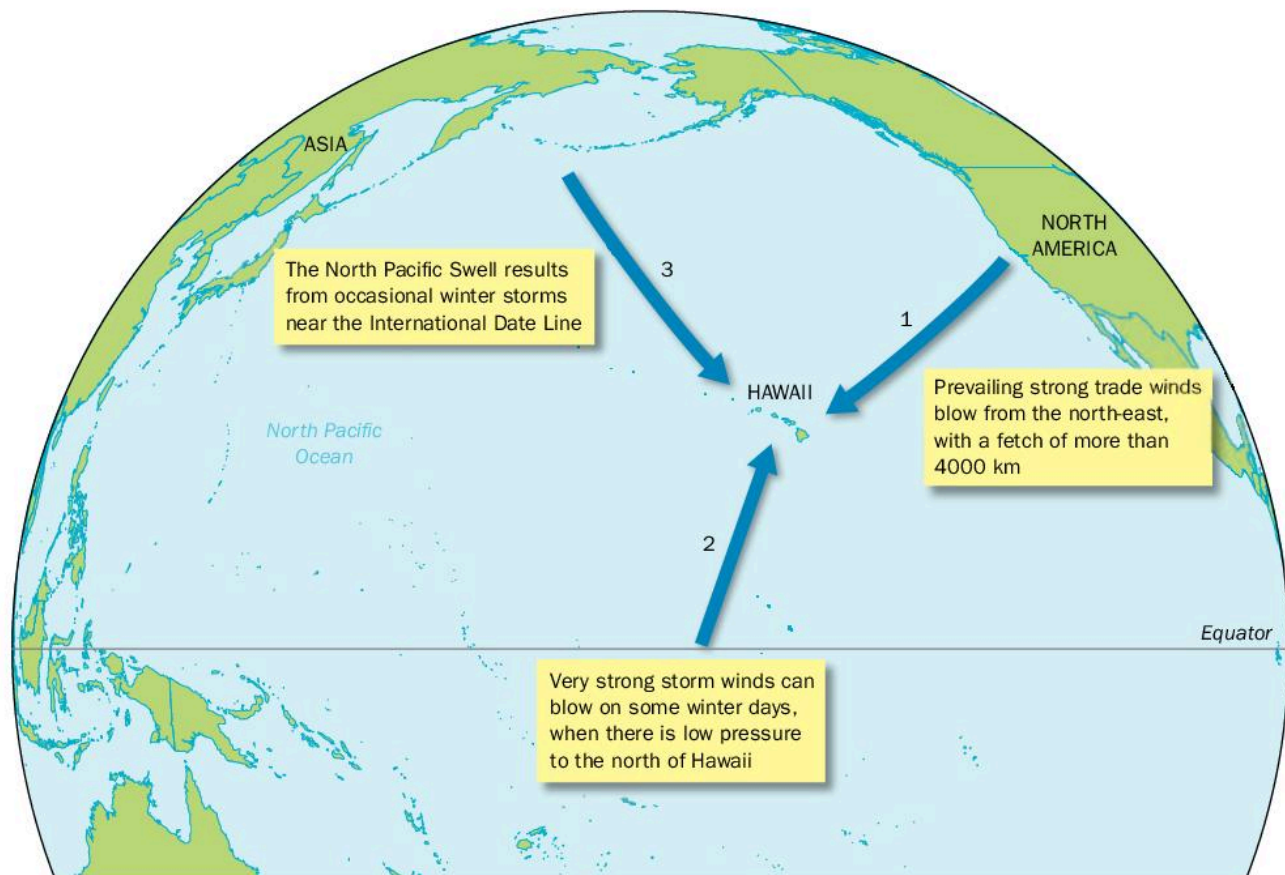 ASIA
NORTH
AMERICA
The North Pacific Swell results
from occasional winter storms
near the International Date Line
3
1
HAWAII
Prevailing strong trade winds
blow from the north-east,
with a fetch of more than
4000 km
North Pacific
Ocean
2
Equator
Very strong storm winds can
blow on some winter days,
when there is low pressure
to the north of Hawaii